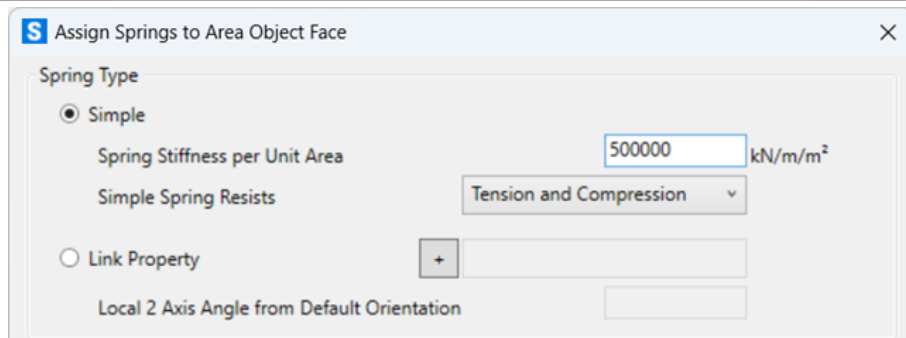 S Assign Springs to Area Object Face
Spring Type
Simple
Spring Stiffness per Unit Area 500000 kN/m/m²
Simple Spring Resists Tension and Compression
Link Property +
Local 2 Axis Angle from Default Orientation